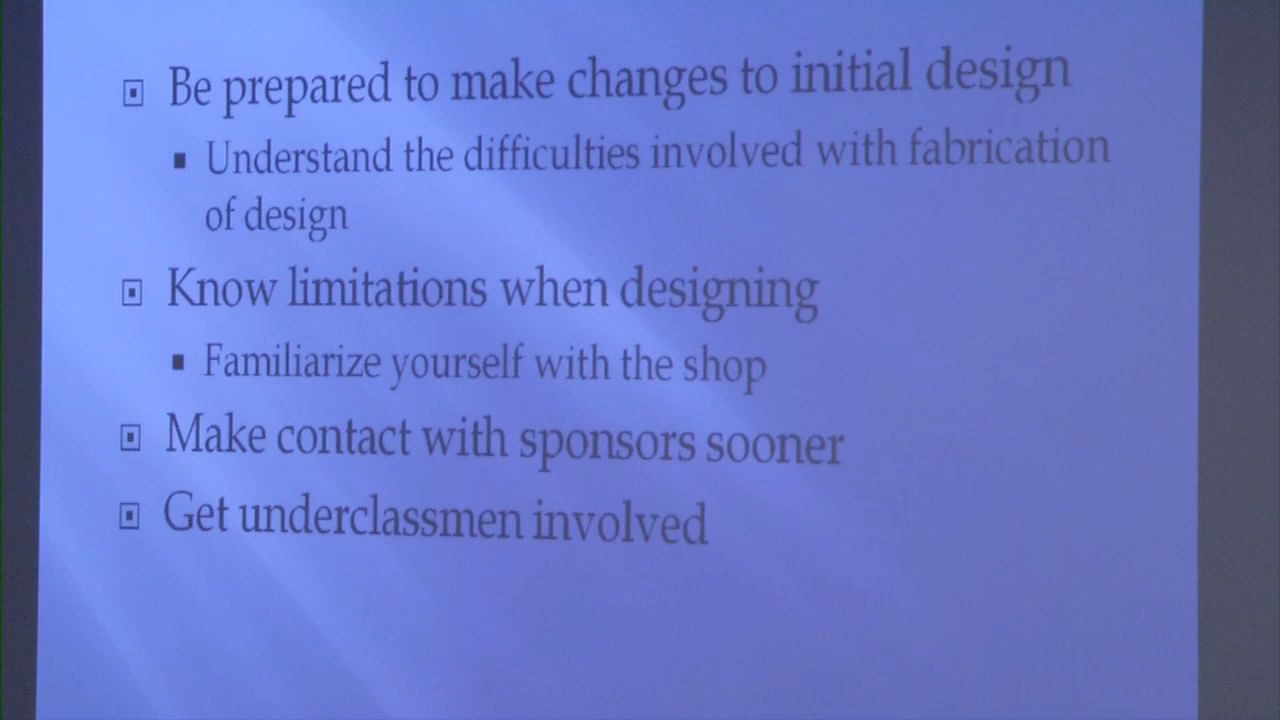 Be prepared to make changes to initial design
Understand the difficulties involved with fabrication
of design
Know limitations when designing
Familiarize yourself with the shop
Make contact with sponsors sooner
Get underclassmen involved